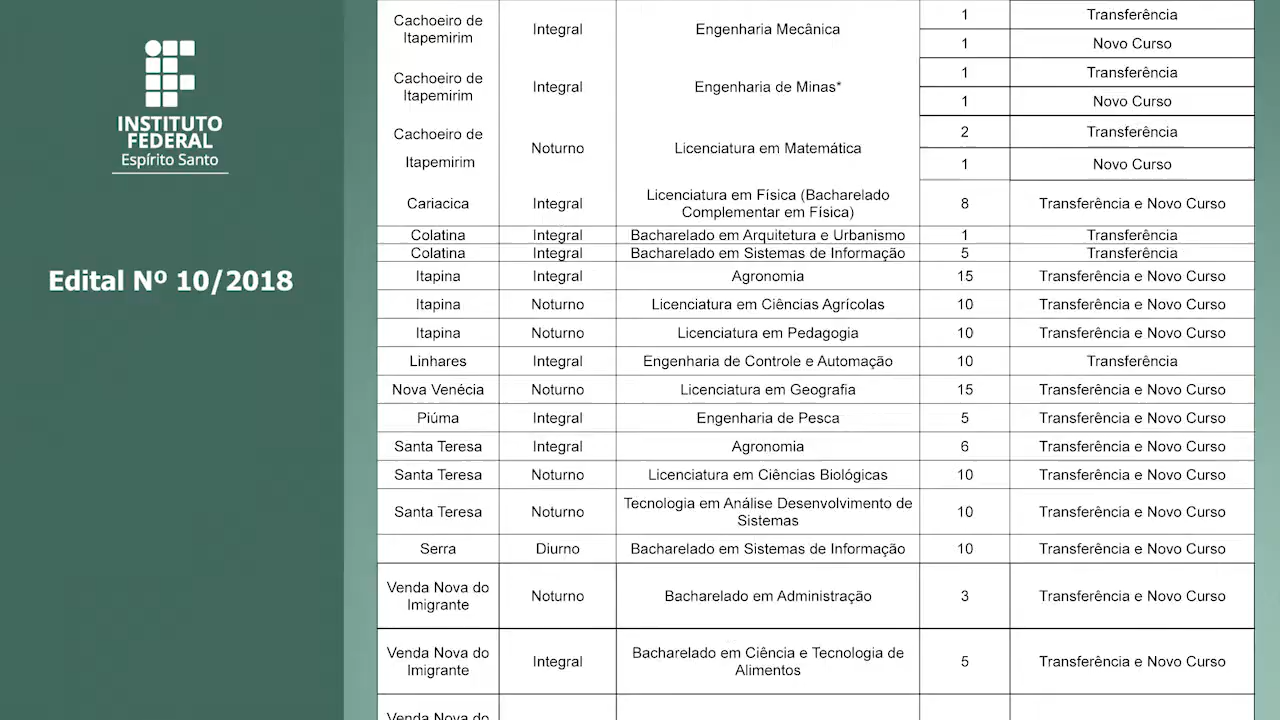 INSTITUTO
FEDERAL
Espírito Santo
Edital Nº 10/2018
Cachoeiro de
Itapemirim
Integral
Engenharia Mecânica
1
Transferência
1
Novo Curso
Cachoeiro de
Itapemirim
Integral
Engenharia de Minas*
1
Transferência
1
Novo Curso
Cachoeiro de
Itapemirim
Noturno
Licenciatura em Matemática
2
Transferência
1
Novo Curso
Cariacica
Integral
Licenciatura em Física (Bacharelado
Complementar em Física)
8
Transferência e Novo Curso
Colatina
Integral
Bacharelado em Arquitetura e Urbanismo
1
Transferência
Colatina
Integral
Bacharelado em Sistemas de Informação
5
Transferência
Itapina
Integral
Agronomia
15
Transferência e Novo Curso
Itapina
Noturno
Licenciatura em Ciências Agrícolas
10
Transferência e Novo Curso
Itapina
Noturno
Licenciatura em Pedagogia
10
Transferência e Novo Curso
Linhares
Integral
Engenharia de Controle e Automação
10
Transferência
Nova Venécia
Noturno
Licenciatura em Geografia
15
Transferência e Novo Curso
Piúma
Integral
Engenharia de Pesca
5
Transferência e Novo Curso
Santa Teresa
Integral
Agronomia
6
Transferência e Novo Curso
Santa Teresa
Noturno
Licenciatura em Ciências Biológicas
10
Transferência e Novo Curso
Santa Teresa
Noturno
Tecnologia em Análise Desenvolvimento de
Sistemas
10
Transferência e Novo Curso
Serra
Diurno
Bacharelado em Sistemas de Informação
10
Transferência e Novo Curso
Venda Nova do
Imigrante
Noturno
Bacharelado em Administração
3
Transferência e Novo Curso
Venda Nova do
Imigrante
Integral
Bacharelado em Ciência e Tecnologia de
Alimentos
5
Transferência e Novo Curso
Venda Nova do